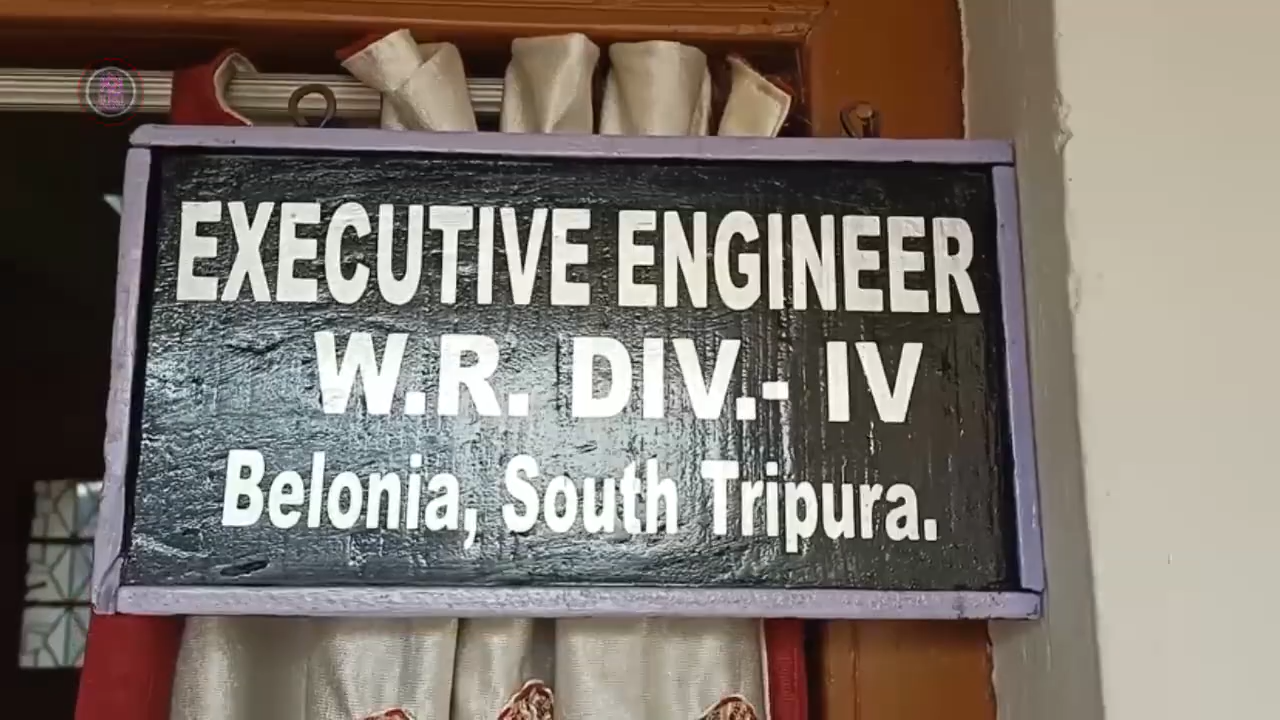 EXECUTIVE ENGINEER
W.R. DIV.- IV
Belonia, South Tripura.